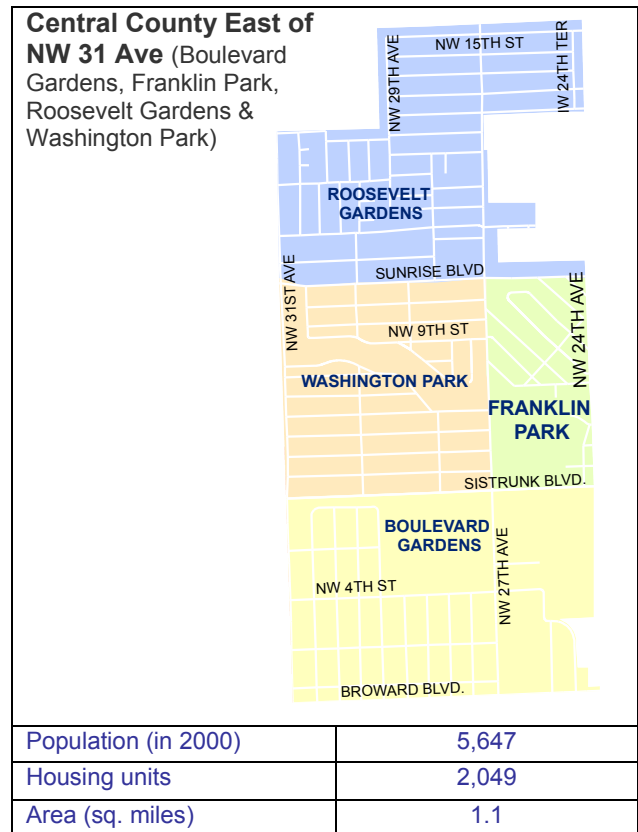 Central County East of
NW 31 Ave (Boulevard
Gardens, Franklin Park,
Roosevelt Gardens &
Washington Park)
NW 29TH AVE
NW 15TH ST
IW 24TH TER
ROOSEVELT
GARDENS
SUNRISE BLVD
NW 31ST AVE
NW 9TH ST
NW 24TH AVE
WASHINGTON PARK
FRANKLIN
PARK
SISTRUNK BLVD.
BOULEVARD
GARDENS
NW 27TH AVE
NW 4TH ST
BROWARD BLVD.
Population (in 2000) 5,647
Housing units 2,049
Area (sq. miles) 1.1